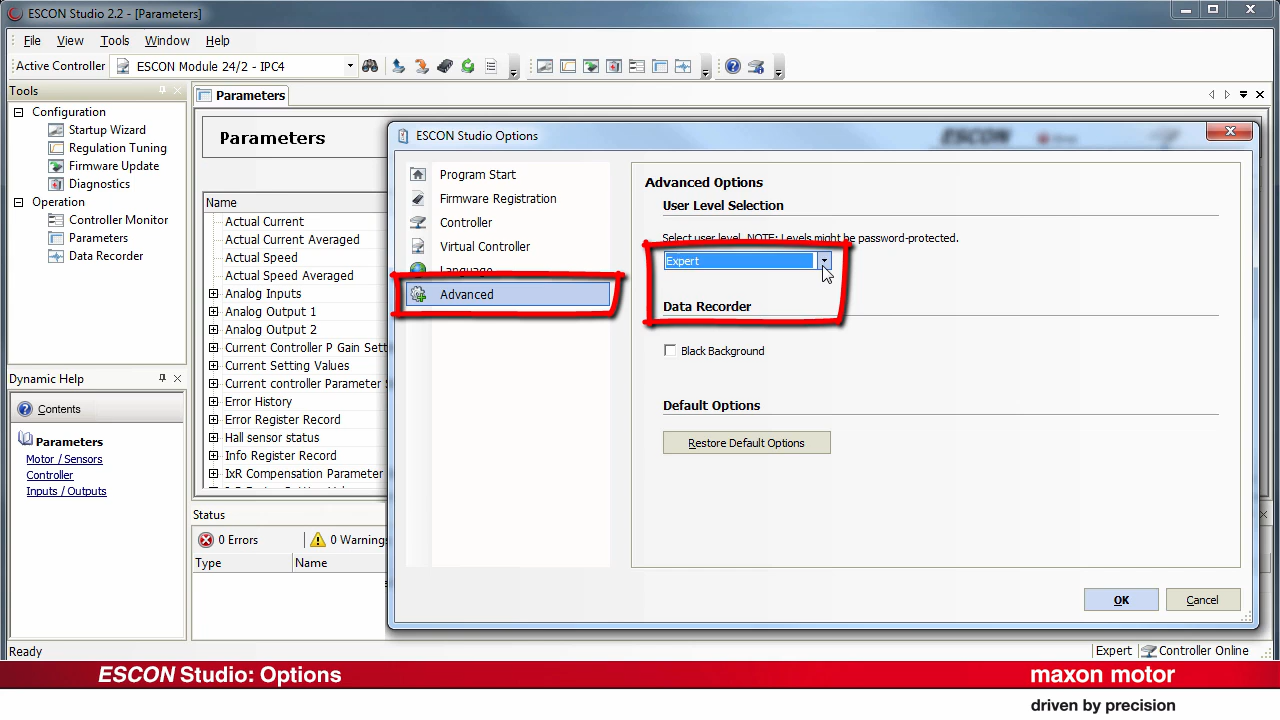 ESCON Studio 2.2 - [Parameters]
File View Tools Window Help
Active Controller ESCON Module 24/2 - IPC4
Tools
Configuration
Startup Wizard
Regulation Tuning
Firmware Update
Diagnostics
Operation
Controller Monitor
Parameters
Data Recorder
Dynamic Help
Contents
Parameters
Motor / Sensors
Controller
Inputs / Outputs
Parameters
Parameters
Name
Actual Current
Actual Current Averaged
Actual Speed
Actual Speed Averaged
Analog Inputs
Analog Output 1
Analog Output 2
Current Controller P Gain Sett
Current Setting Values
Current controller Parameter S
Error History
Error Register Record
Hall sensor status
Info Register Record
IxR Compensation Parameter
Status
0 Errors 0 Warnings
Type Name
ESCON Studio Options
ESCON
Program Start
Firmware Registration
Controller
Virtual Controller
Language
Advanced
Advanced Options
User Level Selection
Select user level. NOTE: Levels might be password-protected.
Expert
Data Recorder
Black Background
Default Options
Restore Default Options
OK Cancel
Ready Expert Controller Online
ESCON Studio: Options maxon motor
driven by precision